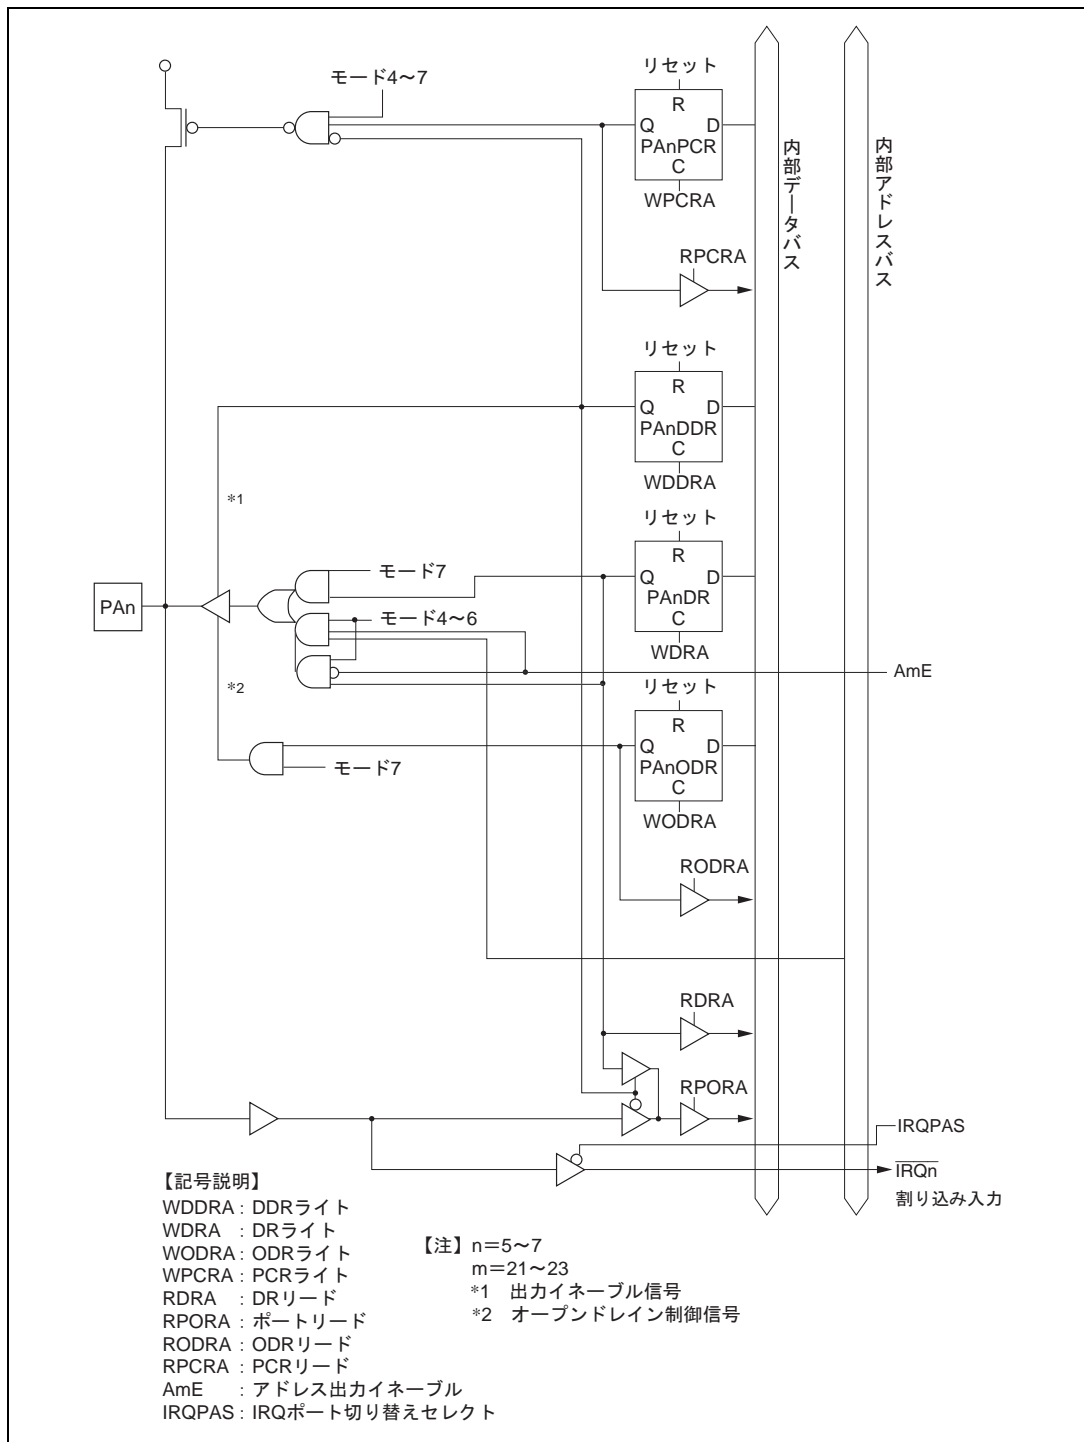 モード4～7
リセット
R
Q D
PAnPCR
C
WPCRA
内部データバス
内部アドレスバス
RPCRA
リセット
R
Q D
PAnDDR
C
WDDRA
*1
リセット
R
モード7
Q D
PAnDR
C
WDRA
PAn
モード4～6
AmE
*2
リセット
R
Q D
PAnODR
C
WODRA
モード7
RODRA
RDRA
RPORA
IRQPAS
IRQn
割り込み入力
【記号説明】
WDDRA : DDRライト
WDRA : DRライト
WODRA : ODRライト
WPCRA : PCRライト
RDRA : DRリード
RPORA : ポートリード
RODRA : ODRリード
RPCRA : PCRリード
AmE : アドレス出力イネーブル
IRQPAS : IRQポート切り替えセレクト
【注】 n＝5～7
m＝21～23
*1 出力イネーブル信号
*2 オープンドレイン制御信号